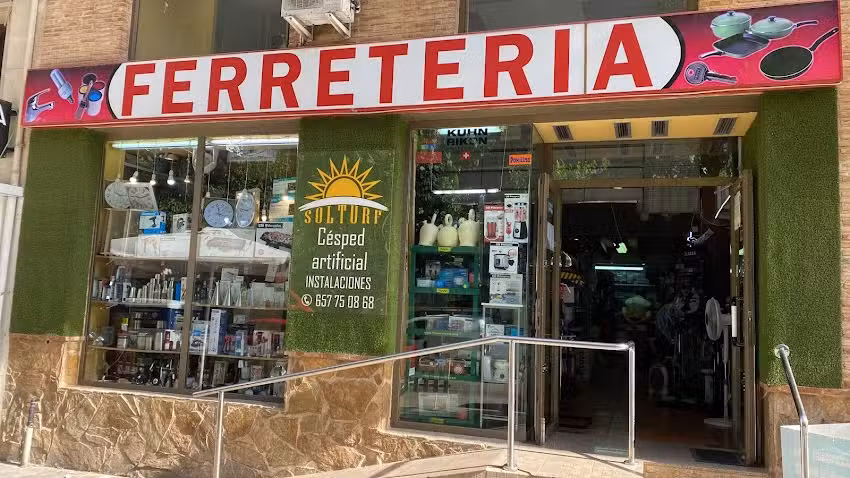 FERRETERIA
KUHN
RIKON
SOLTURF
Césped
artificial
INSTALACIONES
657 75 08 68
A